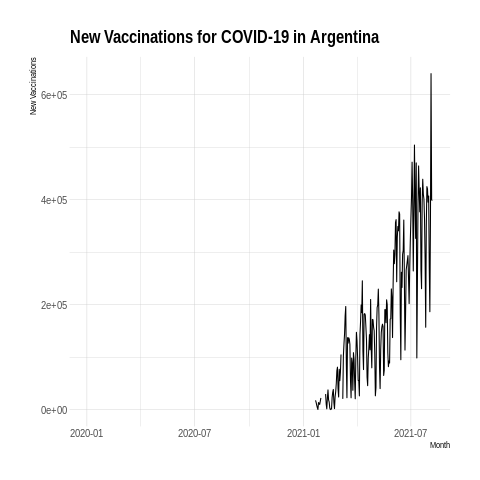 New Vaccinations for COVID-19 in Argentina
New Vaccinations
6e+05
4e+05
2e+05
0e+00
2020-01 2020-07 2021-01 2021-07
Month